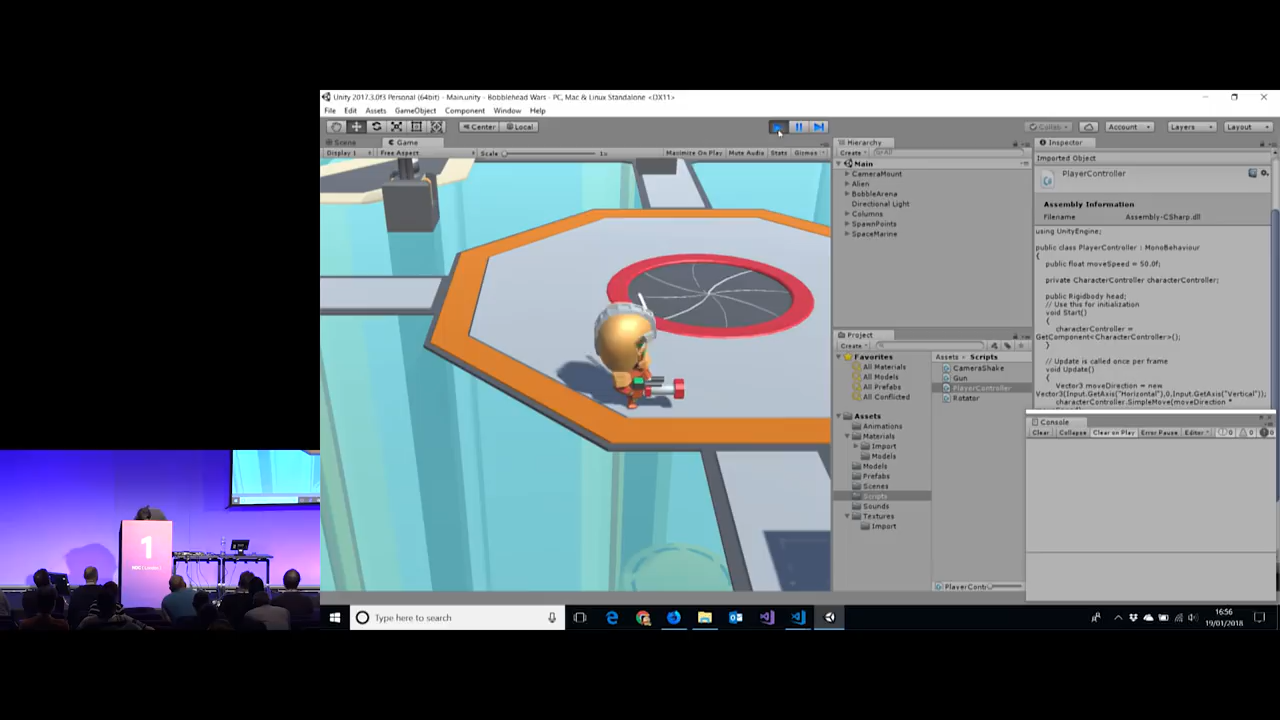 Unity 2017.3.0f3 Personal (64bit) - Main.unity - Bobblehead Wars - PC, Mac & Linux Standalone <DX11>
File Edit Assets GameObject Component Window Help
Center Local
Collab Account Layers Layout
Scene Game
Display 1 Free Aspect Scale 1x Maximize On Play Mute Audio Stats Gizmos
Hierarchy
Create All
Main
CameraMount
Alien
BobbleArena
Directional Light
Columns
SpawnPoints
SpaceMarine
Project
Create
Favorites
All Materials
All Models
All Prefabs
All Conflicted
Assets
Animations
Materials
Import
Models
Models
Prefabs
Scenes
Scripts
Sounds
Textures
Import
Assets Scripts
CameraShake
Gun
PlayerController
Rotator
PlayerContr
Inspector
Imported Object
PlayerController
Assembly Information
Filename Assembly-CSharp.dll
using UnityEngine;
public class PlayerController : MonoBehaviour
{
public float moveSpeed = 50.0f;
private CharacterController characterController;
public Rigidbody head;
// Use this for initialization
void Start()
{
characterController =
GetComponent<CharacterController>();
}
// Update is called once per frame
void Update()
{
Vector3 moveDirection = new
Vector3(Input.GetAxis("Horizontal"),0,Input.GetAxis("Vertical"));
characterController.SimpleMove(moveDirection *
Console
Clear Collapse Clear on Play Error Pause Editor 0 0 0
1
Type here to search
16:56
19/01/2018